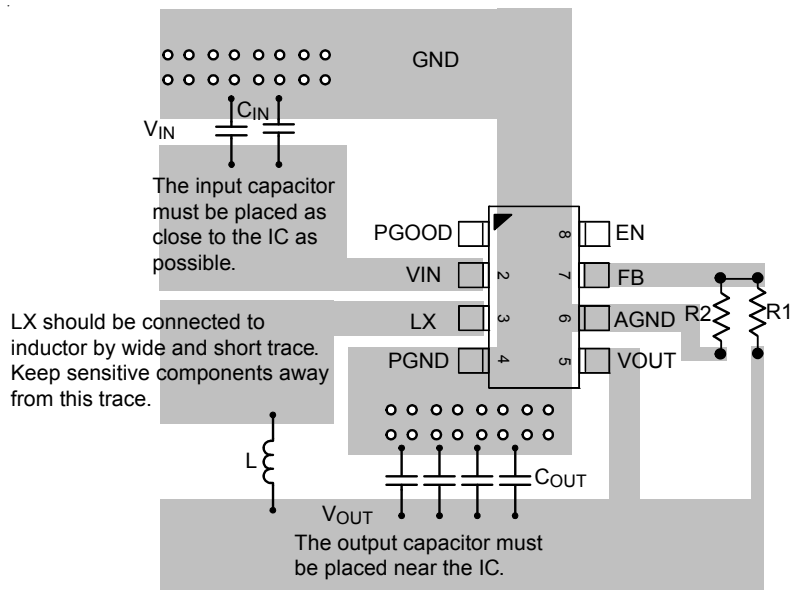 GND
CIN
VIN
The input capacitor
must be placed as
close to the IC as
possible.
PGOOD
8
EN
VIN
2
7
FB
LX should be connected to
inductor by wide and short trace.
Keep sensitive components away
from this trace.
LX
3
6
AGND
R2
R1
PGND
4
5
VOUT
L
COUT
VOUT
The output capacitor must
be placed near the IC.